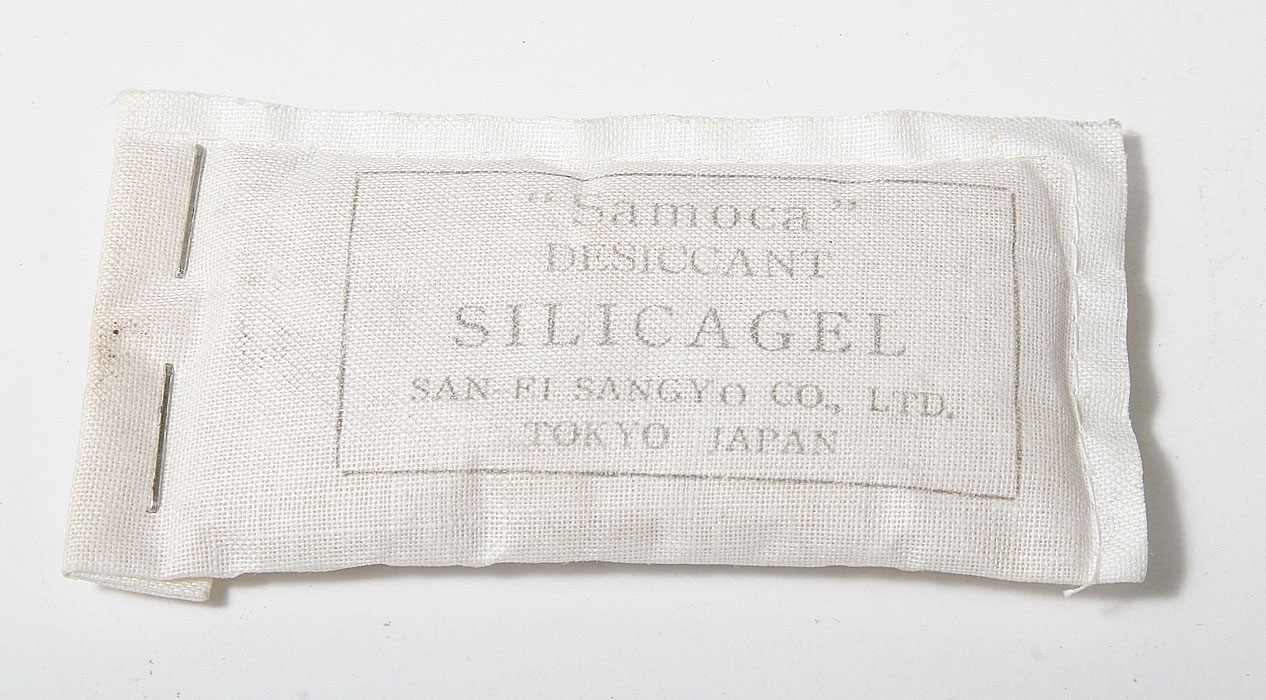 "Samoca"
DESICCANT
SILICAGEL
SAN-EI SANGYO CO., LTD.
TOKYO JAPAN